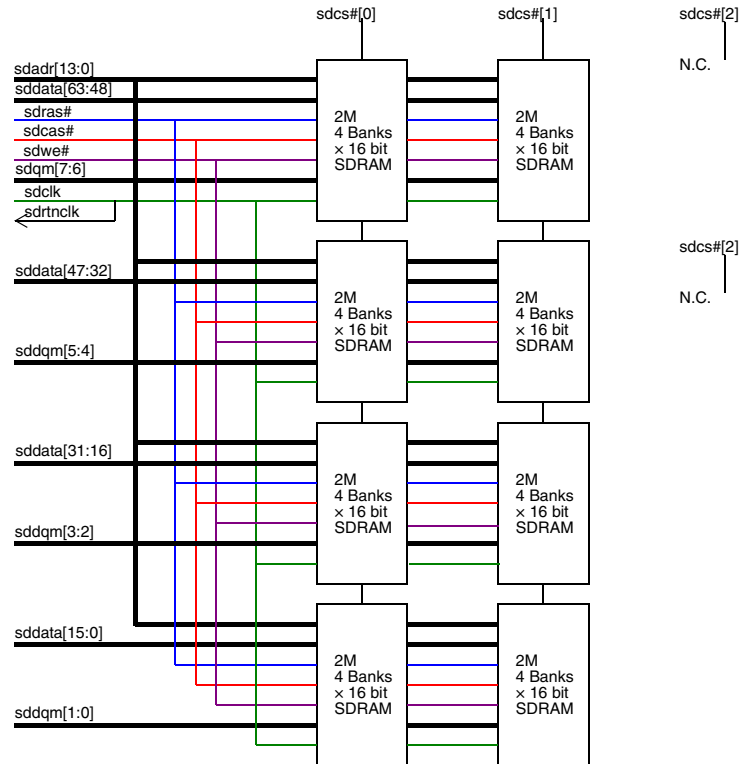 sdcs#[0]
sdcs#[1]
sdcs#[2]
N.C.
sdadr[13:0]
sddata[63:48]
sdras#
sdcas#
sdwe#
sdqm[7:6]
sdclk
sdrtnclk
2M
4 Banks
× 16 bit
SDRAM
2M
4 Banks
× 16 bit
SDRAM
sdcs#[2]
N.C.
sddata[47:32]
sddqm[5:4]
2M
4 Banks
× 16 bit
SDRAM
2M
4 Banks
× 16 bit
SDRAM
sddata[31:16]
sddqm[3:2]
2M
4 Banks
× 16 bit
SDRAM
2M
4 Banks
× 16 bit
SDRAM
sddata[15:0]
sddqm[1:0]
2M
4 Banks
× 16 bit
SDRAM
2M
4 Banks
× 16 bit
SDRAM